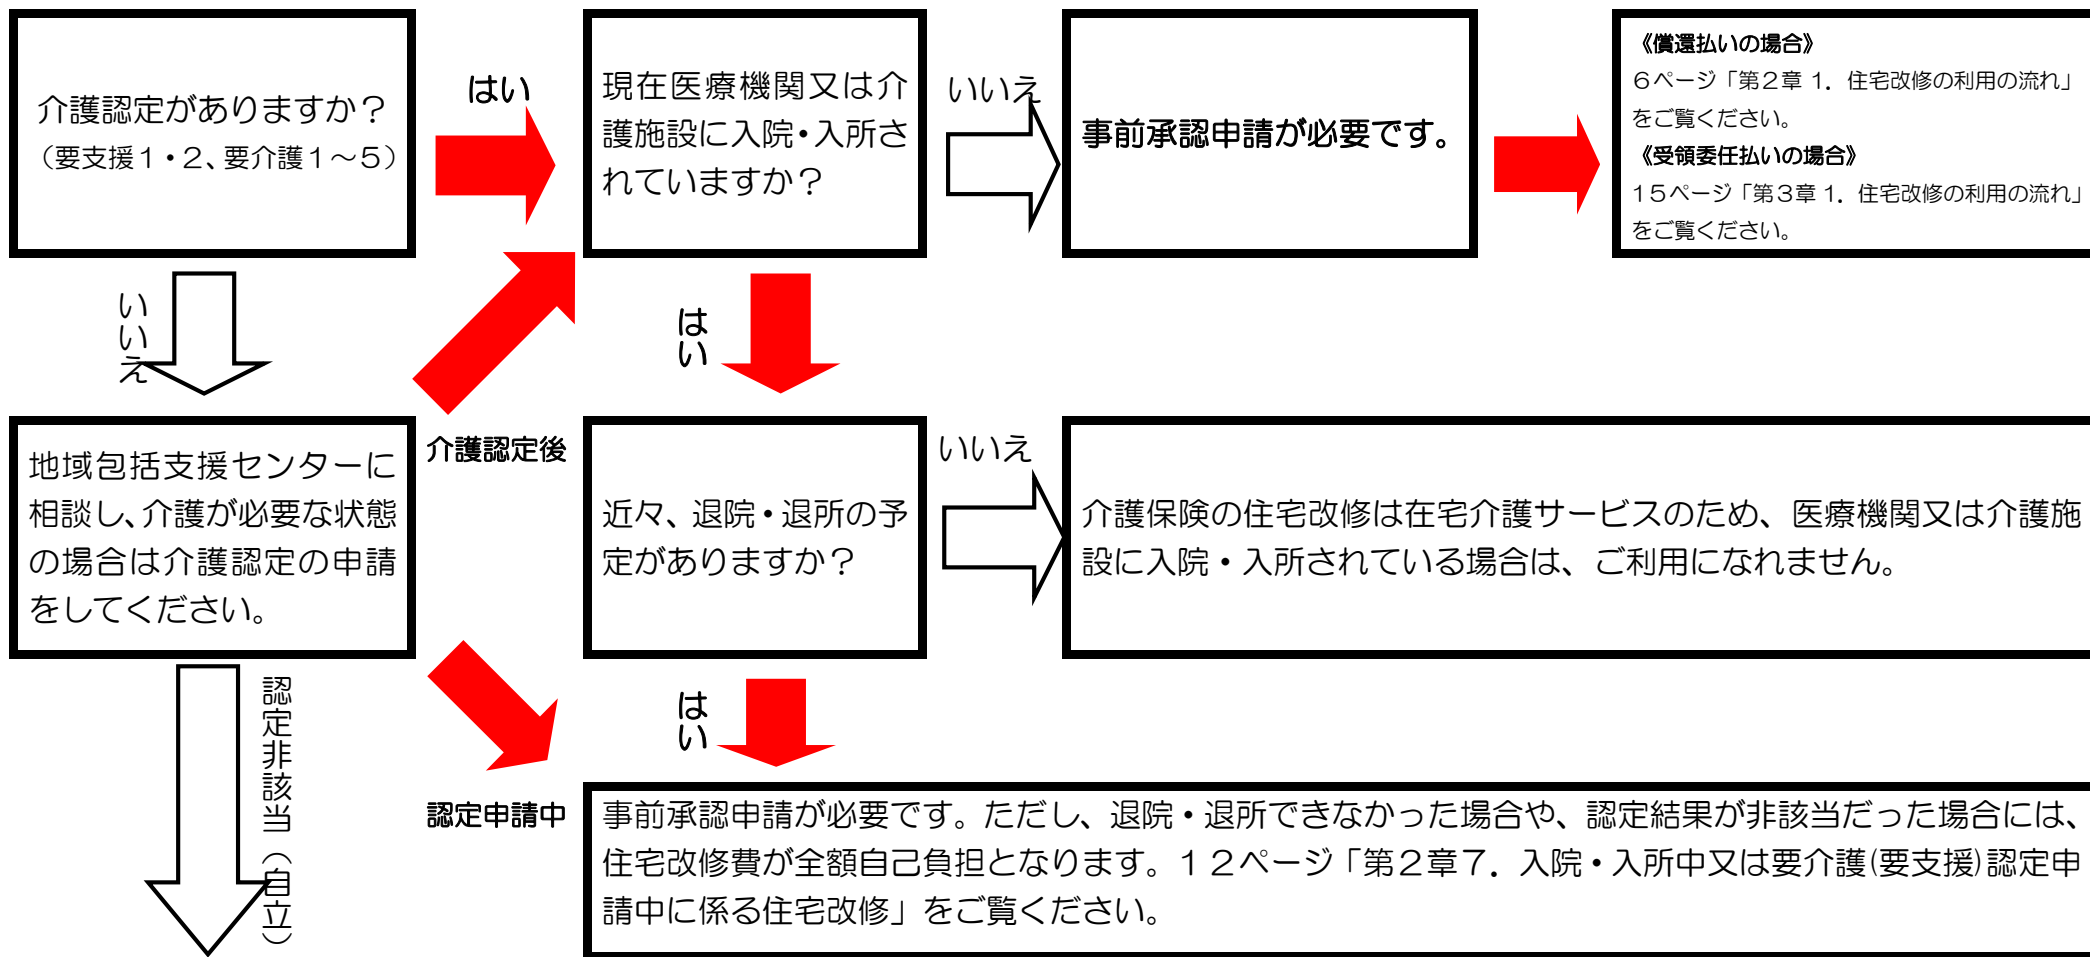 介護認定がありますか？
（要支援１・２、要介護１～５）
はい
現在医療機関又は介
護施設に入院・入所さ
れていますか？
いいえ
事前承認申請が必要です。
《償還払いの場合》
６ページ「第２章 1．住宅改修の利用の流れ」
をご覧ください。
《受領委任払いの場合》
１５ページ「第３章 1．住宅改修の利用の流れ」
をご覧ください。
いいえ
はい
地域包括支援センターに
相談し、介護が必要な状態
の場合は介護認定の申請
をしてください。
介護認定後
近々、退院・退所の予
定がありますか？
いいえ
介護保険の住宅改修は在宅介護サービスのため、医療機関又は介護施
設に入院・入所されている場合は、ご利用になれません。
認定非該当（自立）
はい
認定申請中
事前承認申請が必要です。ただし、退院・退所できなかった場合や、認定結果が非該当だった場合には、
住宅改修費が全額自己負担となります。１２ページ「第２章７．入院・入所中又は要介護(要支援)認定申
請中に係る住宅改修」をご覧ください。